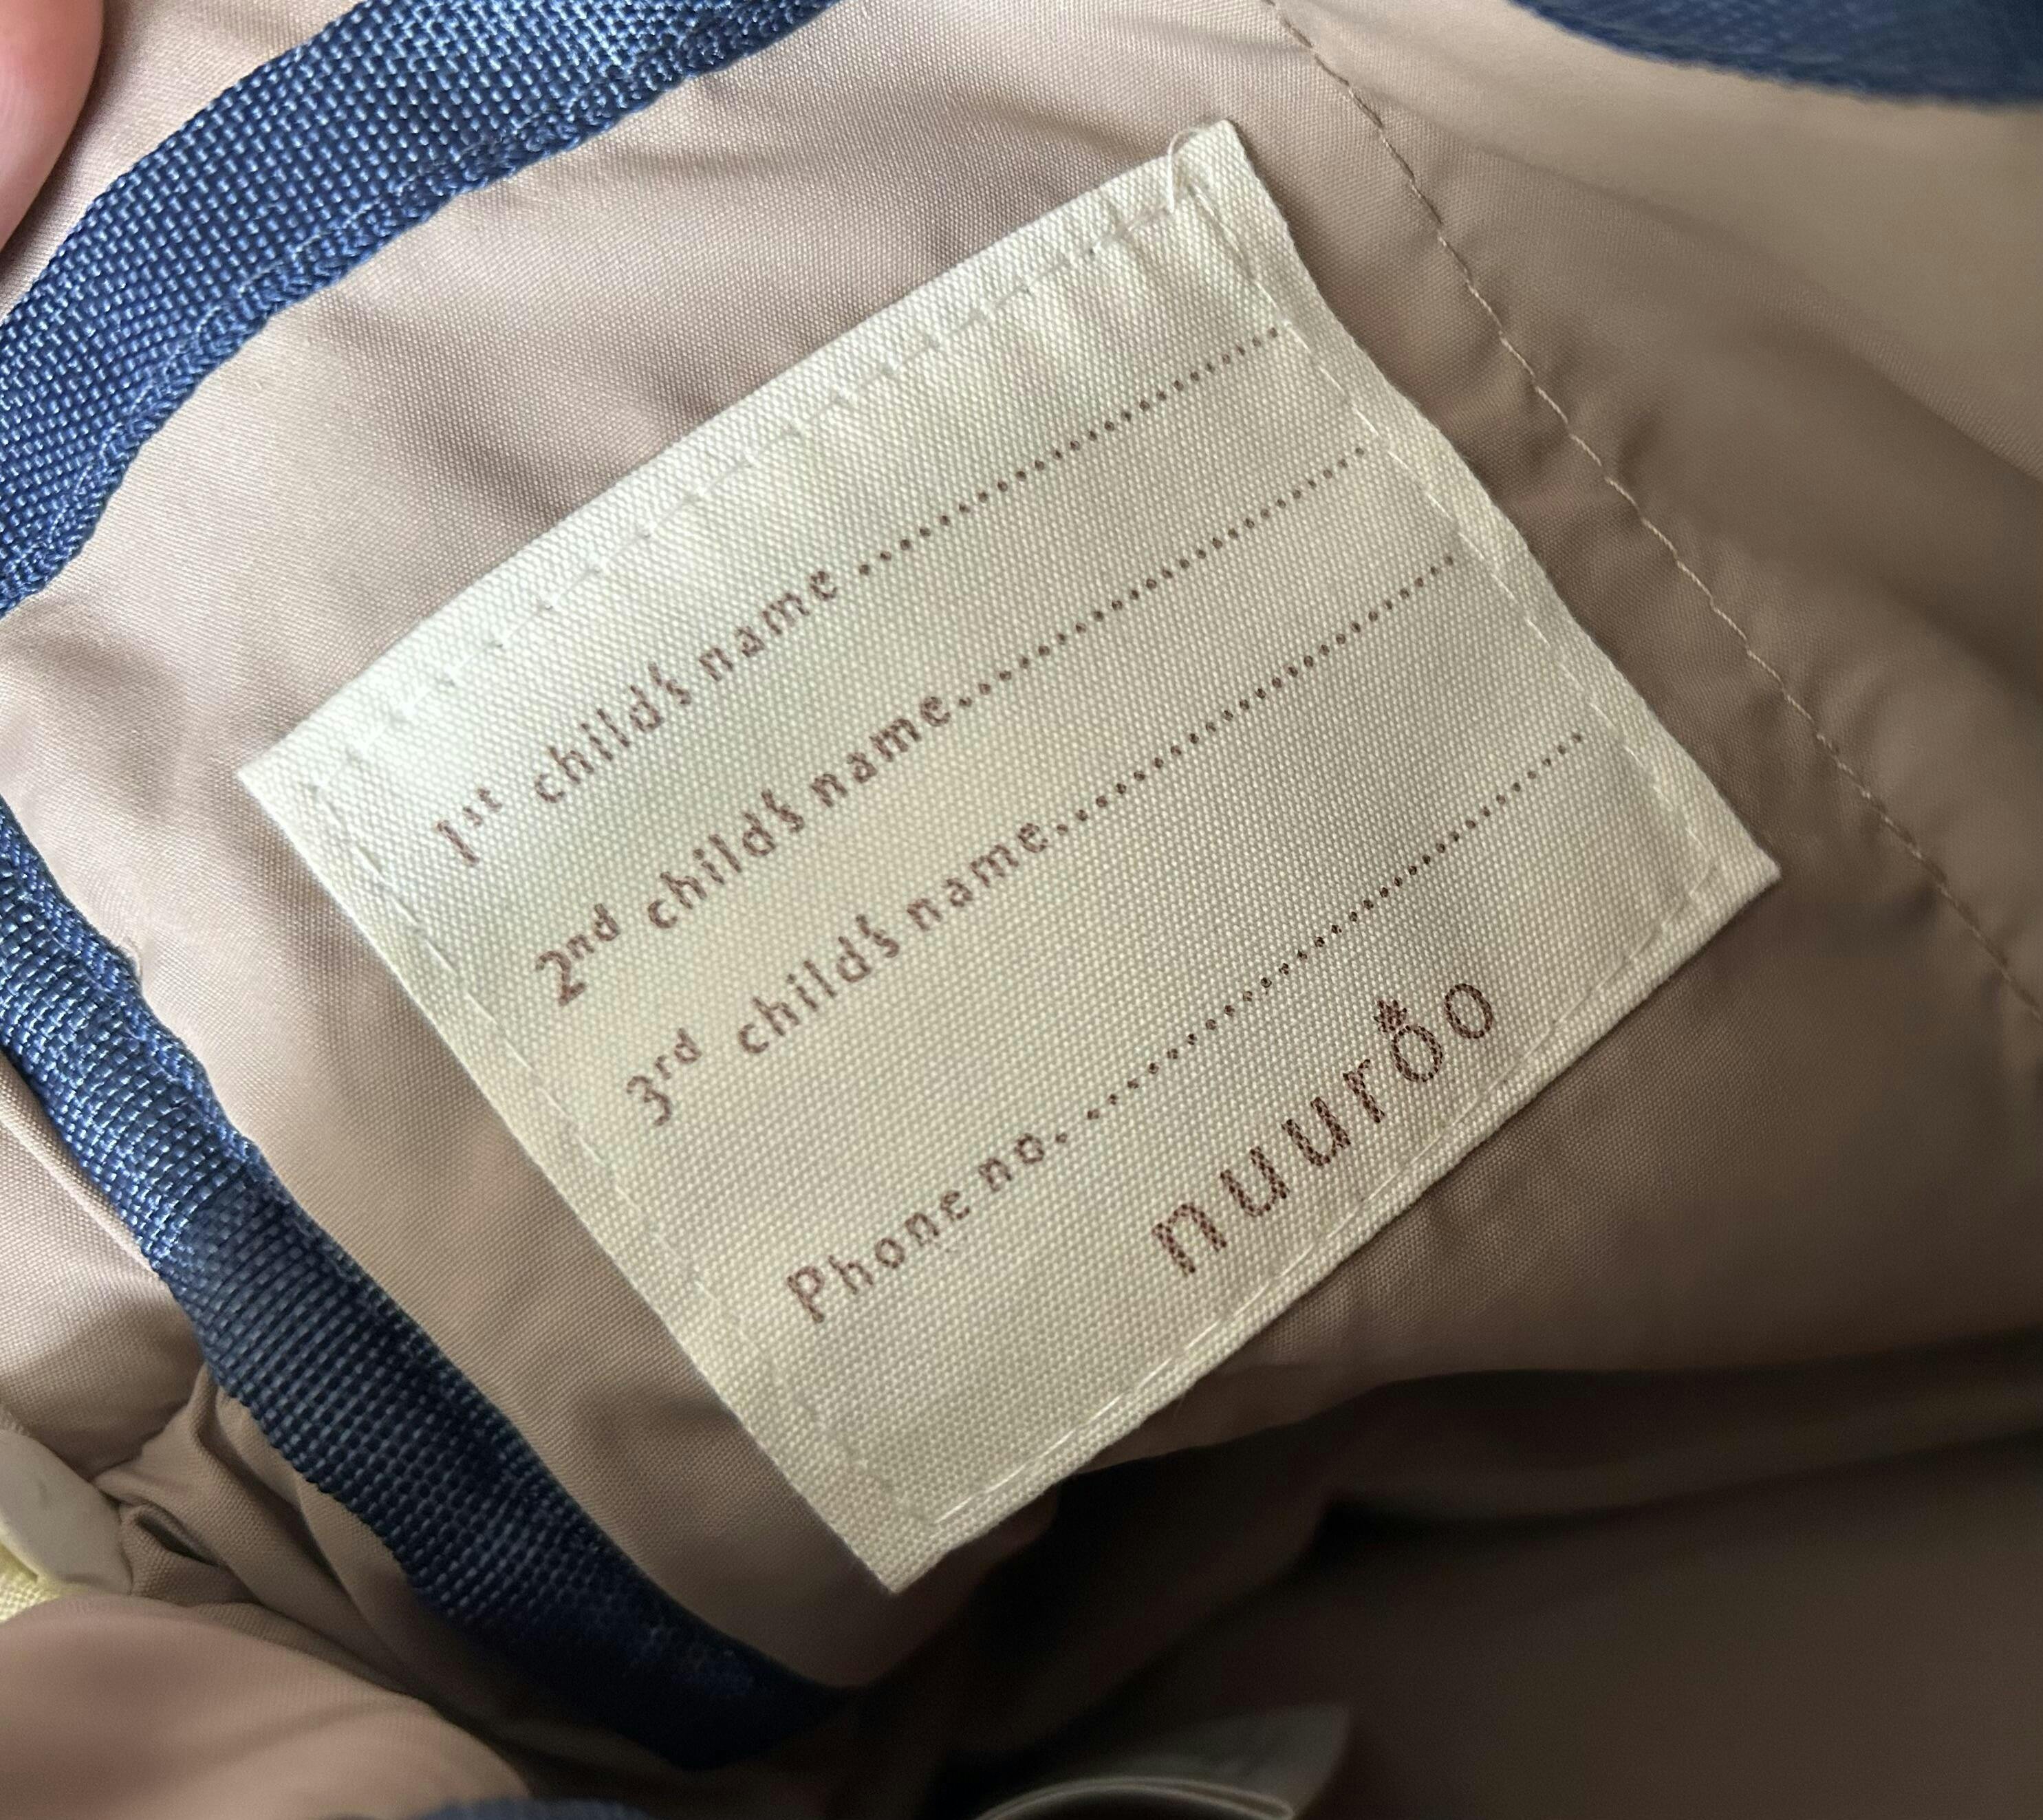 1st child's name ................................
2nd child's name................................
3rd child's name................................
Phone no. ................................
nuuroo